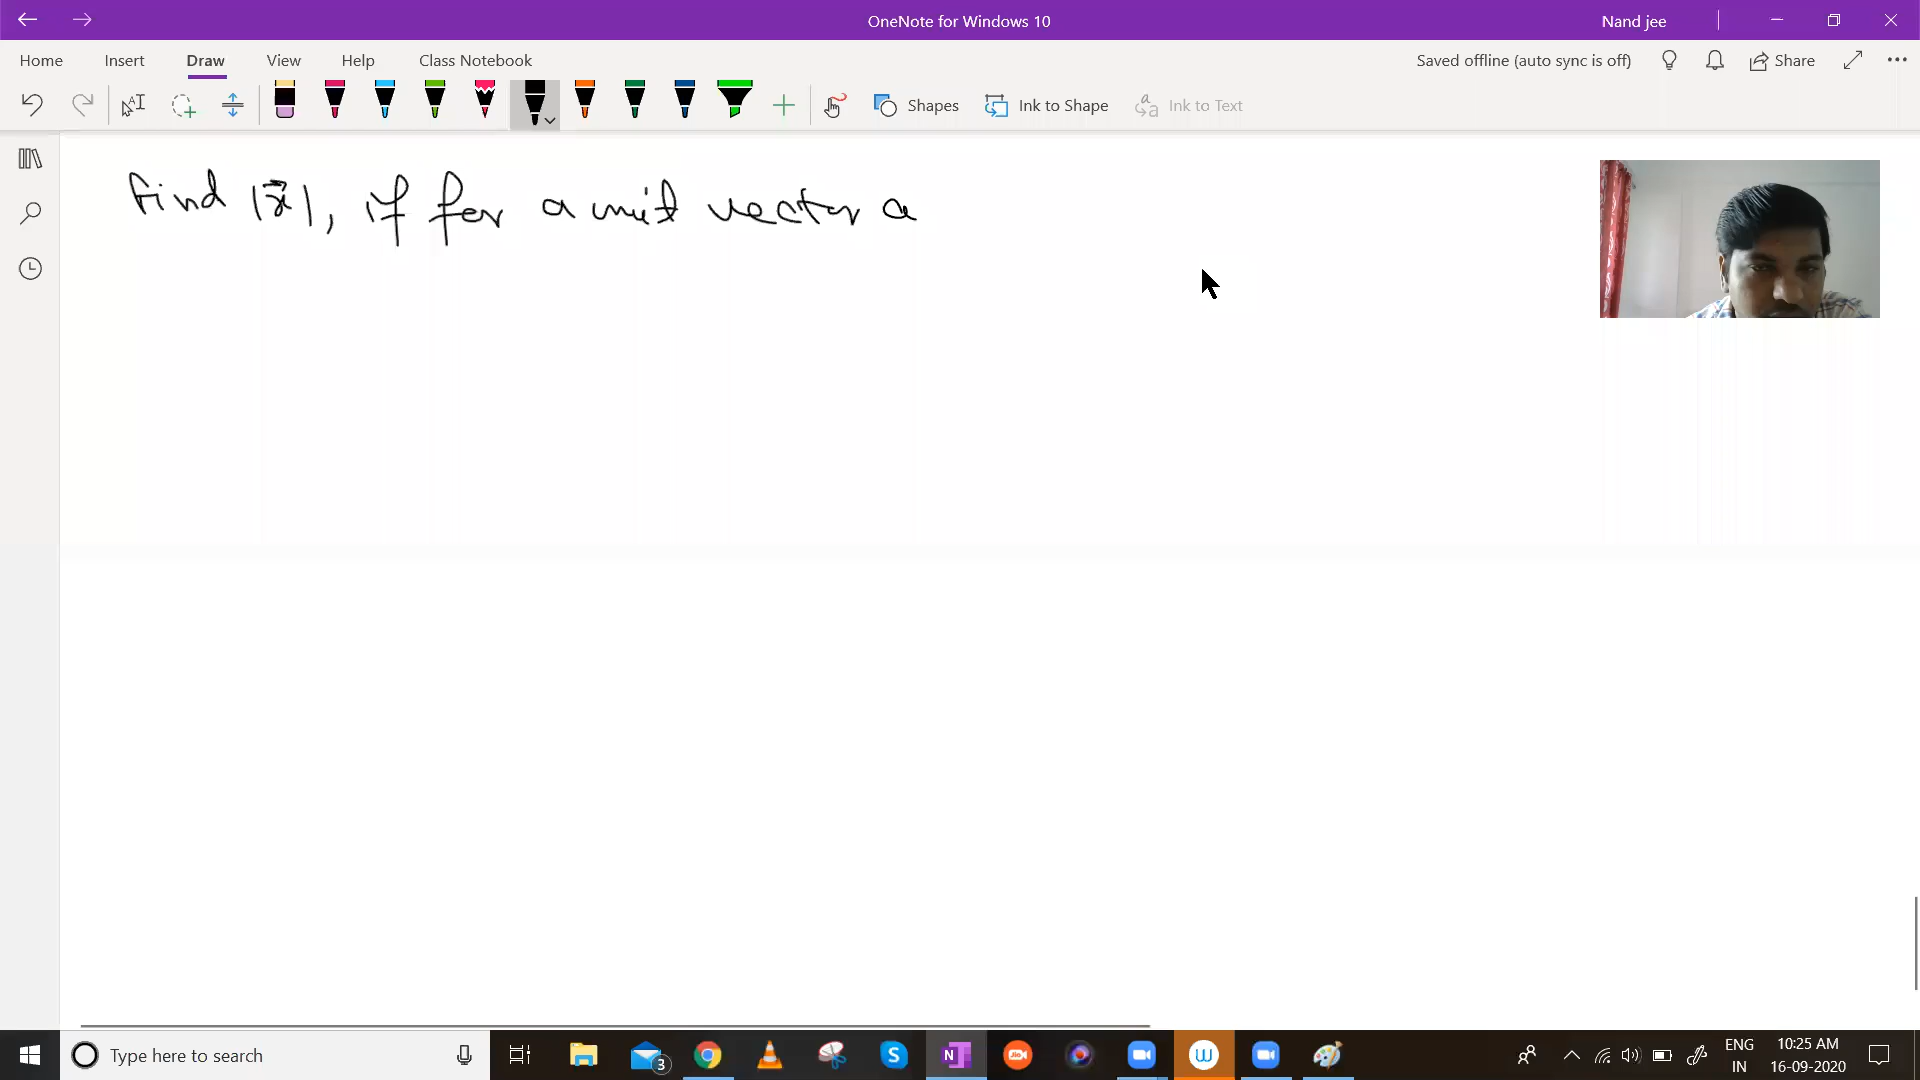 OneNote for Windows 10
Nand jee
Home Insert Draw View Help Class Notebook
Saved offline (auto sync is off) Share
Shapes Ink to Shape Ink to Text
find |x⃗|, if for a unit vector a
Type here to search
3
ENG
IN
10:25 AM
16-09-2020